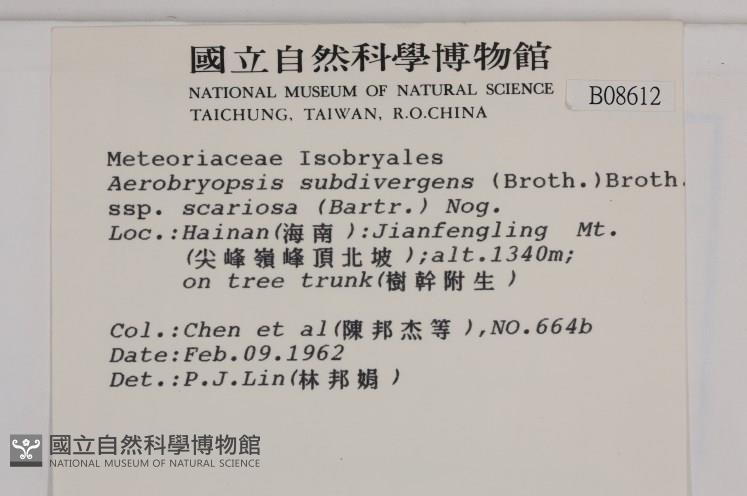 國立自然科學博物館
NATIONAL MUSEUM OF NATURAL SCIENCE
TAICHUNG, TAIWAN, R.O.CHINA
B08612
Meteoriaceae Isobryales
Aerobryopsis subdivergens (Broth.)Broth.
ssp. scariosa (Bartr.) Nog.
Loc.:Hainan(海南):Jianfengling Mt.
(尖峰嶺峰頂北坡);alt.1340m;
on tree trunk(樹幹附生)
Col.:Chen et al(陳邦杰等),NO.664b
Date:Feb.09.1962
Det.:P.J.Lin(林邦娟)
國立自然科學博物館
NATIONAL MUSEUM OF NATURAL SCIENCE